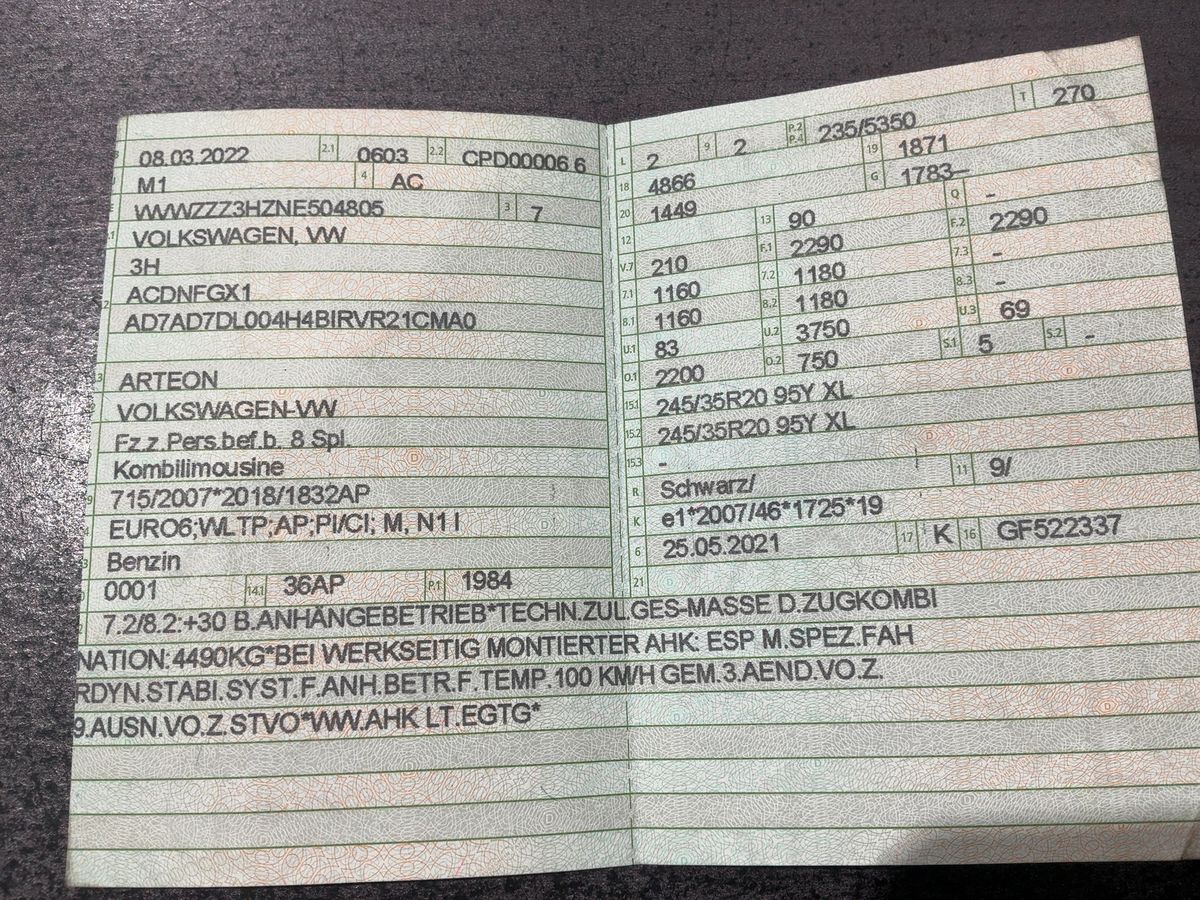 08.03.2022 2.1 0603 2.2 CPD00006 6
M1 4 AC
WVWZZZ3HZNE504805 3 7
VOLKSWAGEN, VW
3H
ACDNFGX1
AD7AD7DL004H4BIRVR21CMA0
ARTEON
VOLKSWAGEN-VW
Fz.z.Pers.bef.b. 8 Spl.
Kombilimousine
715/2007*2018/1832AP
EURO6;WLTP;AP;PI/CI; M, N1 I
Benzin
0001 14.1 36AP P.1 1984
L 2 9 2 P.2 P.4 235/5350 T 270
18 4866 19 1871
20 1449 G 1783–
12 13 90 Q -
V.7 210 F.1 2290 F.2 2290
7.1 1160 7.2 1180 7.3 -
8.1 1160 8.2 1180 8.3 -
U.1 83 U.2 3750 U.3 69
O.1 2200 O.2 750 S.1 5 S.2 -
15.1 245/35R20 95Y XL
15.2 245/35R20 95Y XL
15.3 -
R Schwarz/ 11 9/
K e1*2007/46*1725*19
6 25.05.2021 17 K 16 GF522337
21
7.2/8.2:+30 B.ANHÄNGEBETRIEB*TECHN.ZUL.GES-MASSE D.ZUGKOMBI
NATION:4490KG*BEI WERKSEITIG MONTIERTER AHK: ESP M.SPEZ.FAH
RDYN.STABI.SYST.F.ANH.BETR.F.TEMP.100 KM/H GEM.3.AEND.VO.Z.
9.AUSN.VO.Z.STVO*WW.AHK LT.EGTG*